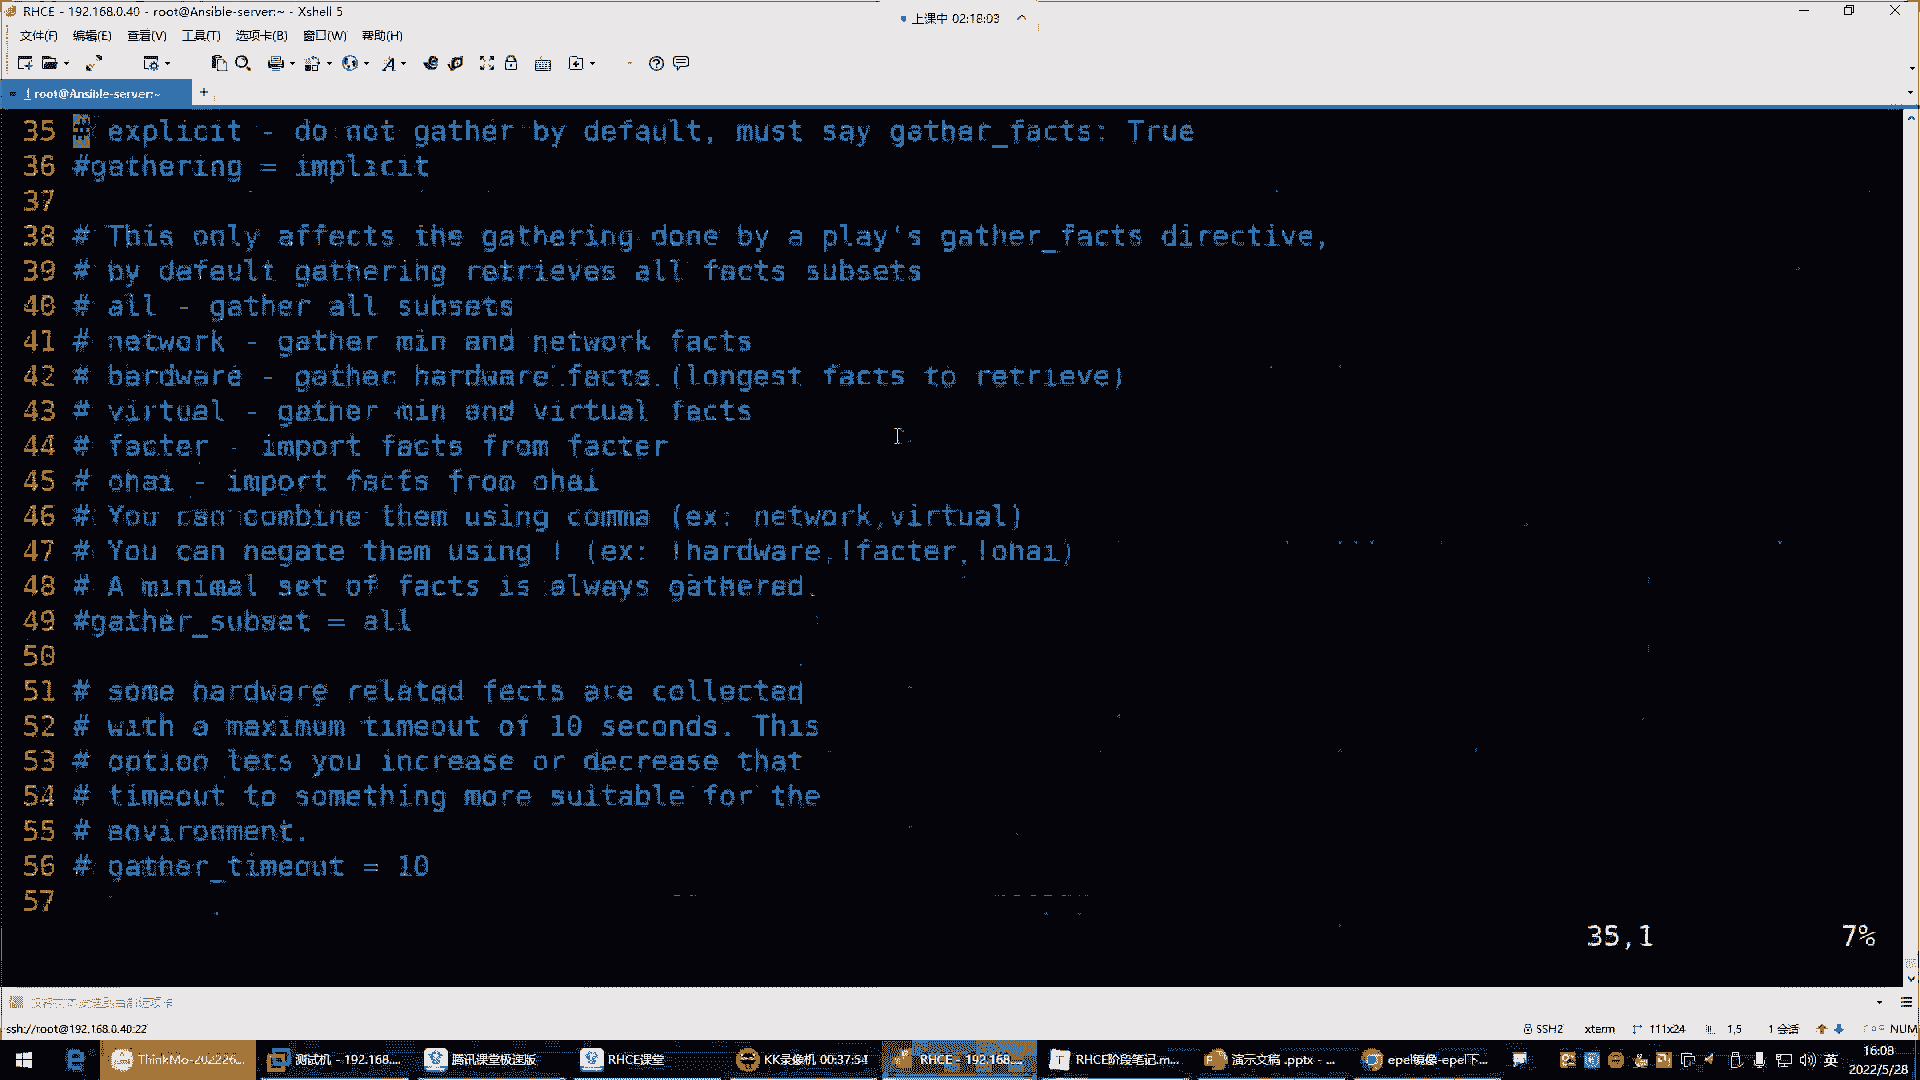 RHCE - 192.168.0.40 - root@Ansible-server:~ - Xshell 5
上课中 02:18:03
文件(F) 编辑(E) 查看(V) 工具(T) 选项卡(B) 窗口(W) 帮助(H)
1 root@Ansible-server:~
35 # explicit - do not gather by default, must say gather_facts: True
36 #gathering = implicit
37
38 # This only affects the gathering done by a play's gather_facts directive,
39 # by default gathering retrieves all facts subsets
40 # all - gather all subsets
41 # network - gather min and network facts
42 # hardware - gather hardware facts (longest facts to retrieve)
43 # virtual - gather min and virtual facts
44 # facter - import facts from facter
45 # ohai - import facts from ohai
46 # You can combine them using comma (ex: network,virtual)
47 # You can negate them using ! (ex: !hardware,!facter,!ohai)
48 # A minimal set of facts is always gathered.
49 #gather_subset = all
50
51 # some hardware related facts are collected
52 # with a maximum timeout of 10 seconds. This
53 # option lets you increase or decrease that
54 # timeout to something more suitable for the
55 # environment.
56 # gather_timeout = 10
57
35,1 7%
ssh://root@192.168.0.40:22
SSH2 xterm 111x24 1,5 1 会话 NUM
ThinkMo-202226... 测试机 - 192.168.... 腾讯课堂极速版 RHCE课堂 KK录像机 00:37:54 RHCE - 192.168.... RHCE阶段笔记.m... 演示文稿 .pptx - ... epel镜像-epel下... 英 16:08
2022/5/28